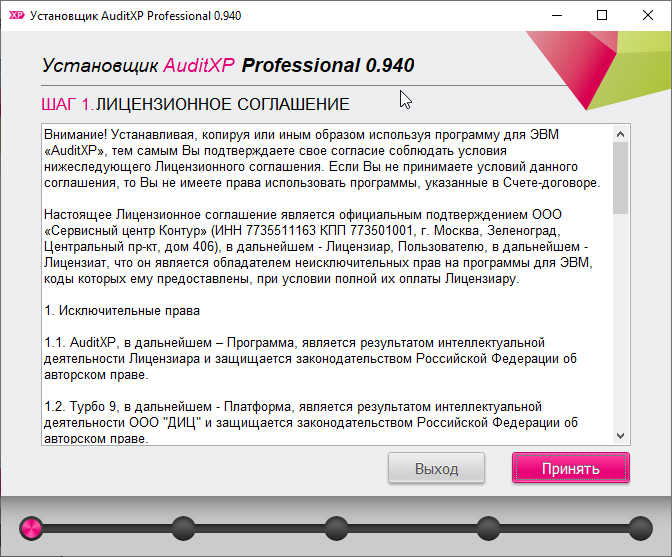 XP Установщик AuditXP Professional 0.940
Установщик AuditXP Professional 0.940
ШАГ 1. ЛИЦЕНЗИОННОЕ СОГЛАШЕНИЕ
Внимание! Устанавливая, копируя или иным образом используя программу для ЭВМ
«AuditXP», тем самым Вы подтверждаете свое согласие соблюдать условия
нижеследующего Лицензионного соглашения. Если Вы не принимаете условий данного
соглашения, то Вы не имеете права использовать программы, указанные в Счете-договоре.
Настоящее Лицензионное соглашение является официальным подтверждением ООО
«Сервисный центр Контур» (ИНН 7735511163 КПП 773501001, г. Москва, Зеленоград,
Центральный пр-кт, дом 406), в дальнейшем - Лицензиар, Пользователю, в дальнейшем -
Лицензиат, что он является обладателем неисключительных прав на программы для ЭВМ,
коды которых ему предоставлены, при условии полной их оплаты Лицензиару.
1. Исключительные права
1.1. AuditXP, в дальнейшем – Программа, является результатом интеллектуальной
деятельности Лицензиара и защищается законодательством Российской Федерации об
авторском праве.
1.2. Турбо 9, в дальнейшем - Платформа, является результатом интеллектуальной
деятельности ООО "ДИЦ" и защищается законодательством Российской Федерации об
авторском праве.
Выход
Принять